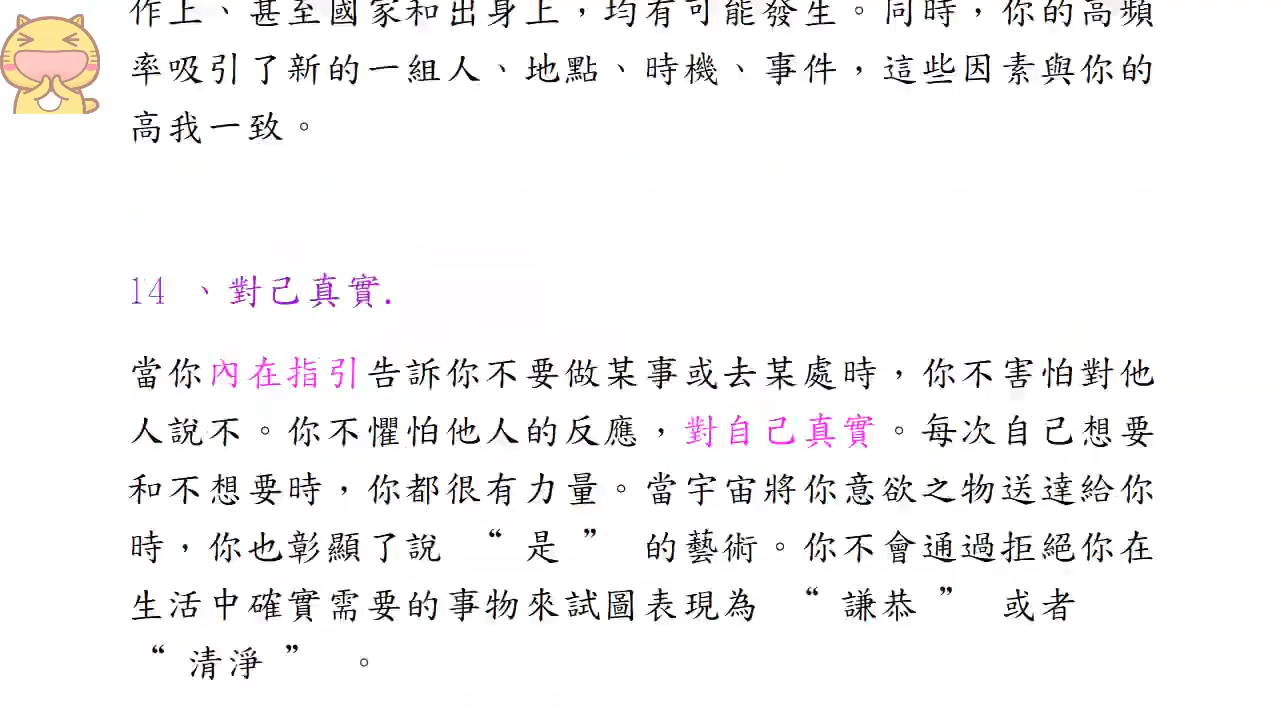 作上、甚至國家和出身上，均有可能發生。同時，你的高頻
率吸引了新的一組人、地點、時機、事件，這些因素與你的
高我一致。
14 、對己真實.
當你內在指引告訴你不要做某事或去某處時，你不害怕對他
人說不。你不懼怕他人的反應，對自己真實。每次自己想要
和不想要時，你都很有力量。當宇宙將你意欲之物送達給你
時，你也彰顯了說 “ 是 ” 的藝術。你不會通過拒絕你在
生活中確實需要的事物來試圖表現為 “ 謙恭 ” 或者
“ 清淨 ” 。